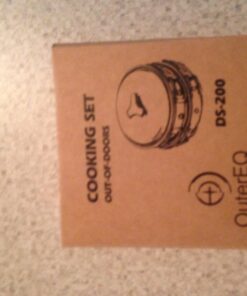 COOKING SET
OUT-OF-DOORS
DS-200
OuterEQ